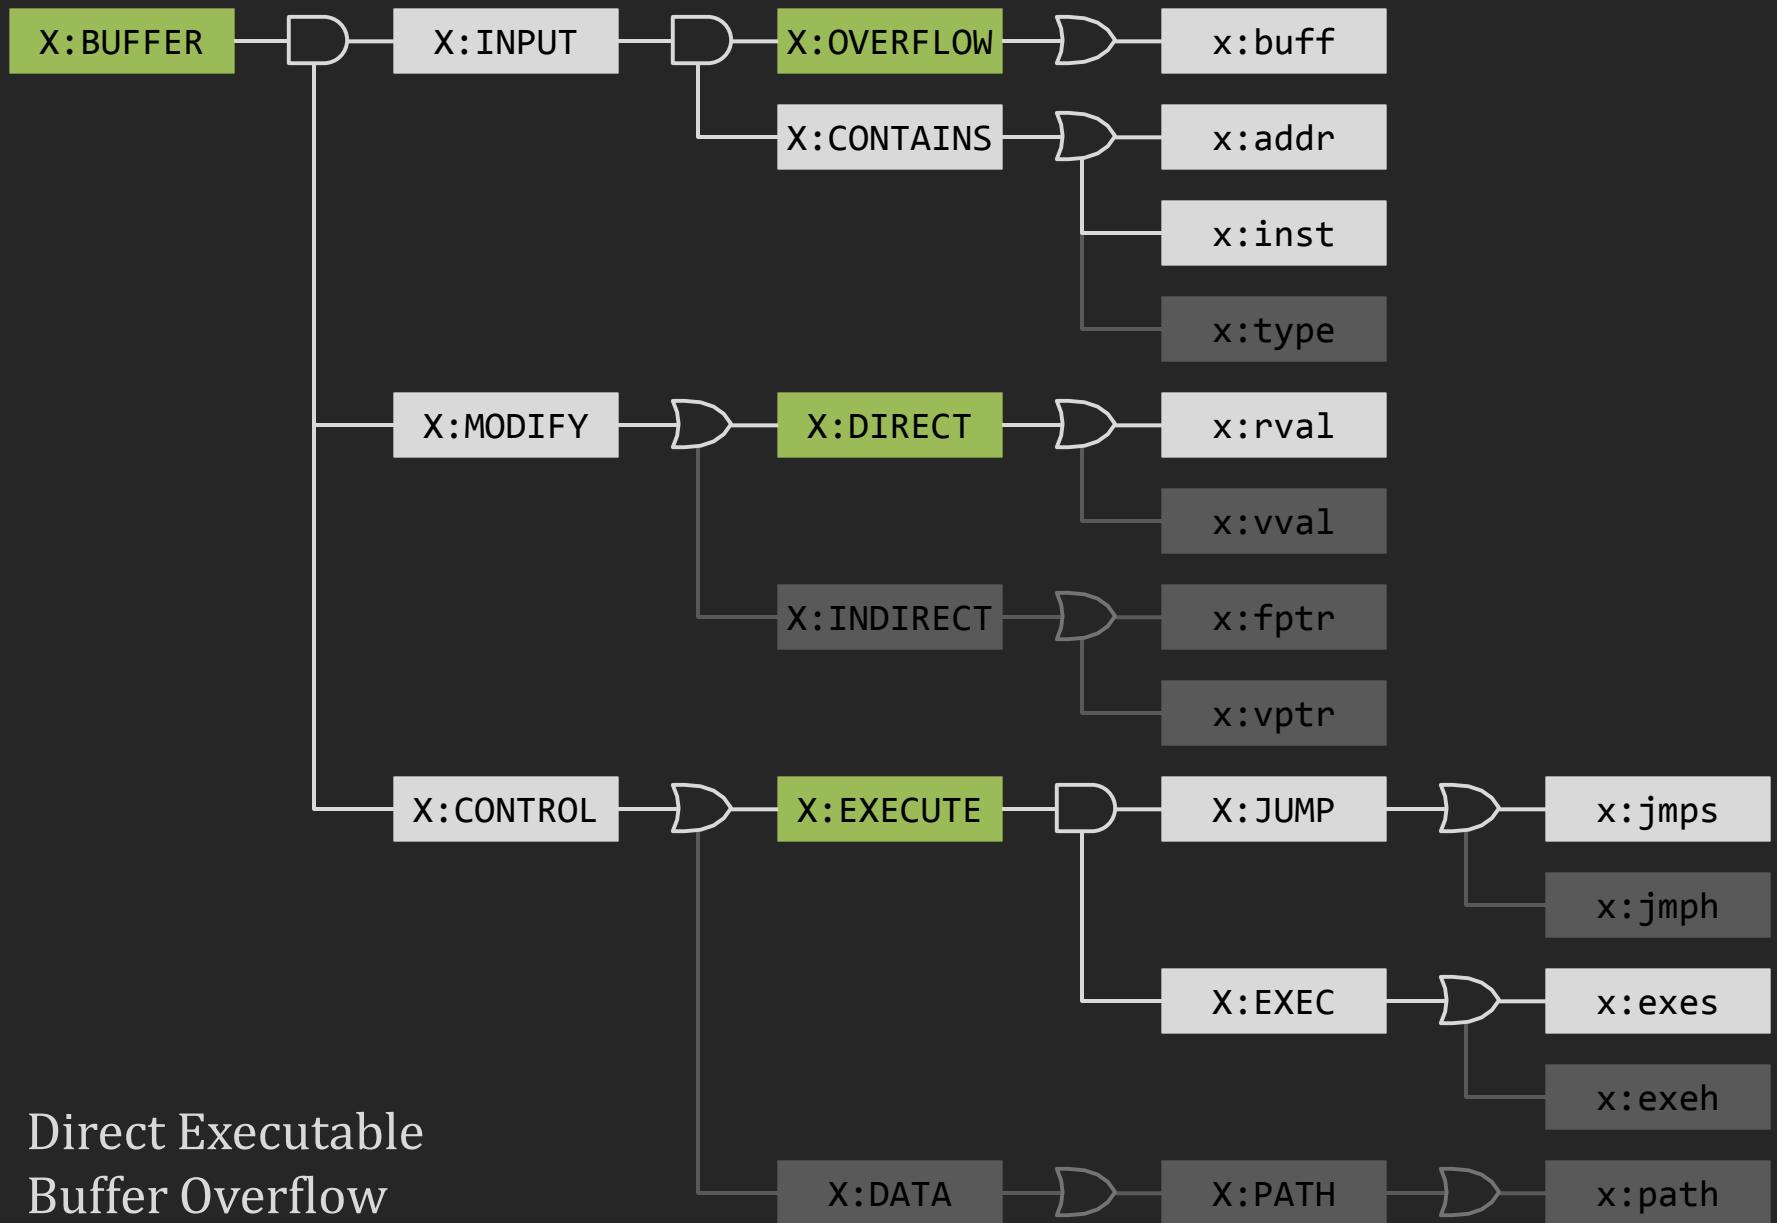 X:BUFFER X:INPUT X:OVERFLOW x:buff
X:CONTAINS x:addr
x:inst
x:type
X:MODIFY X:DIRECT x:rval
x:vval
X:INDIRECT x:fptr
x:vptr
X:CONTROL X:EXECUTE X:JUMP x:jmps
x:jmph
X:EXEC x:exes
x:exeh
X:DATA X:PATH x:path
Direct Executable
Buffer Overflow